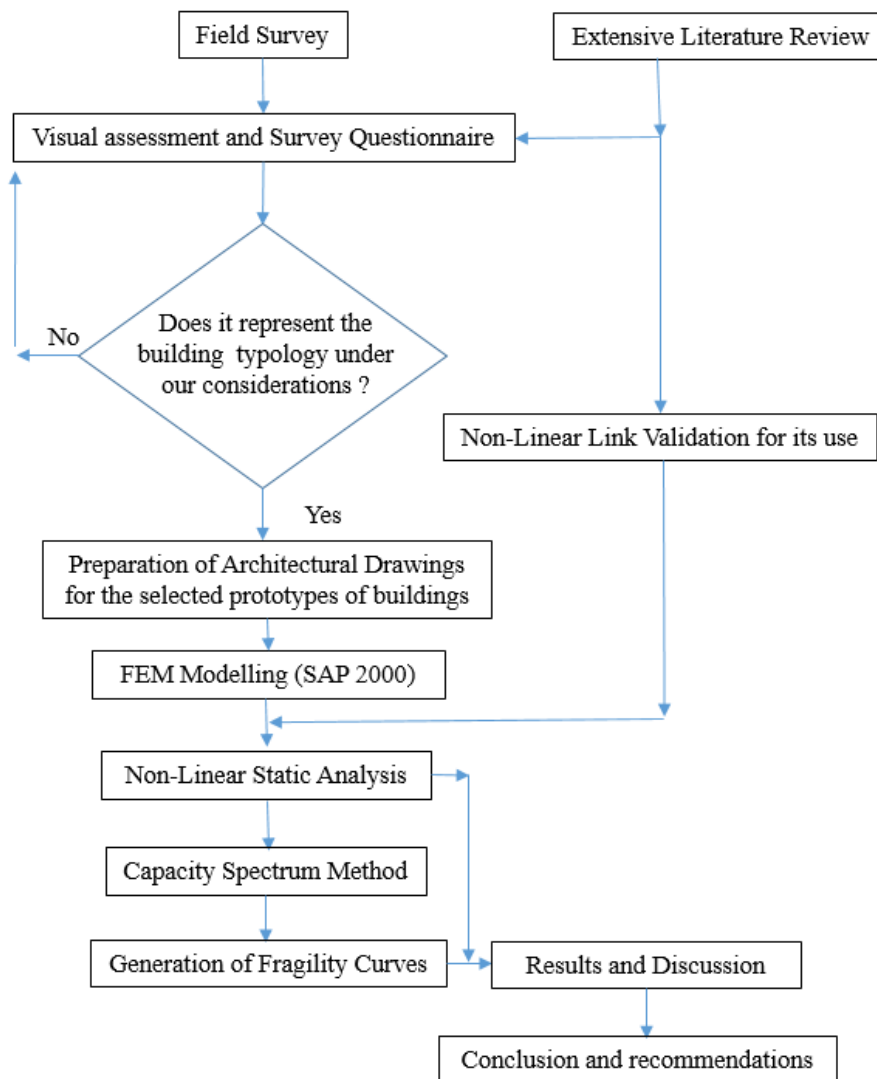 Field Survey
Extensive Literature Review
Visual assessment and Survey Questionnaire
Does it represent the
building typology under
our considerations ?
No
Non-Linear Link Validation for its use
Yes
Preparation of Architectural Drawings
for the selected prototypes of buildings
FEM Modelling (SAP 2000)
Non-Linear Static Analysis
Capacity Spectrum Method
Generation of Fragility Curves
Results and Discussion
Conclusion and recommendations